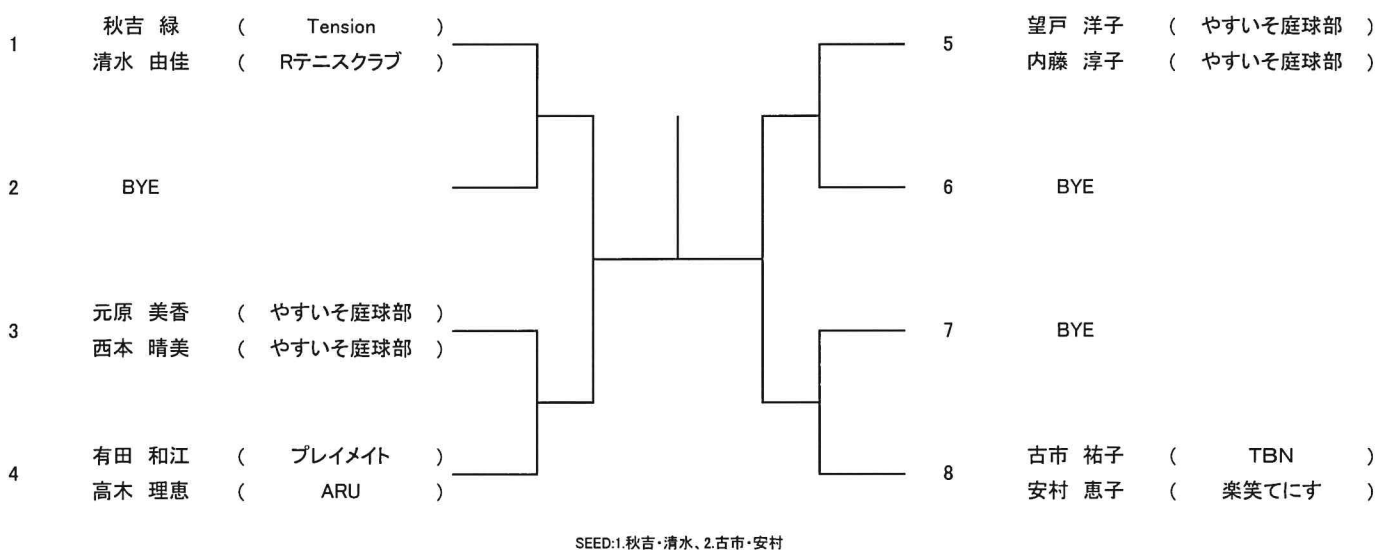 秋吉 緑 ( Tension )
1
清水 由佳 ( Rテニスクラブ )
2 BYE
元原 美香 ( やすいそ庭球部 )
3
西本 晴美 ( やすいそ庭球部 )
有田 和江 ( プレイメイト )
4
高木 理恵 ( ARU )
望戸 洋子 ( やすいそ庭球部 )
5
内藤 淳子 ( やすいそ庭球部 )
6 BYE
7 BYE
古市 祐子 ( TBN )
8
安村 恵子 ( 楽笑てにす )
SEED:1.秋吉・清水、2.古市・安村